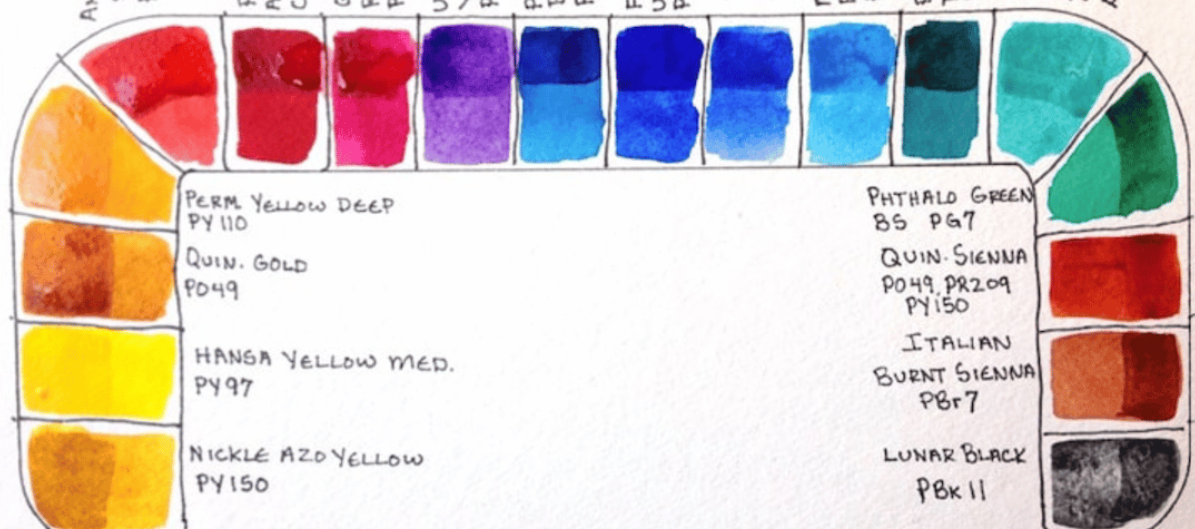 PERM YELLOW DEEP
PY 110
QUIN. GOLD
PO49
HANSA YELLOW MED.
PY97
NICKLE AZO YELLOW
PY150
PHTHALO GREEN
BS PG7
QUIN. SIENNA
PO49, PR209
PY150
ITALIAN
BURNT SIENNA
PBr7
LUNAR BLACK
PBk 11